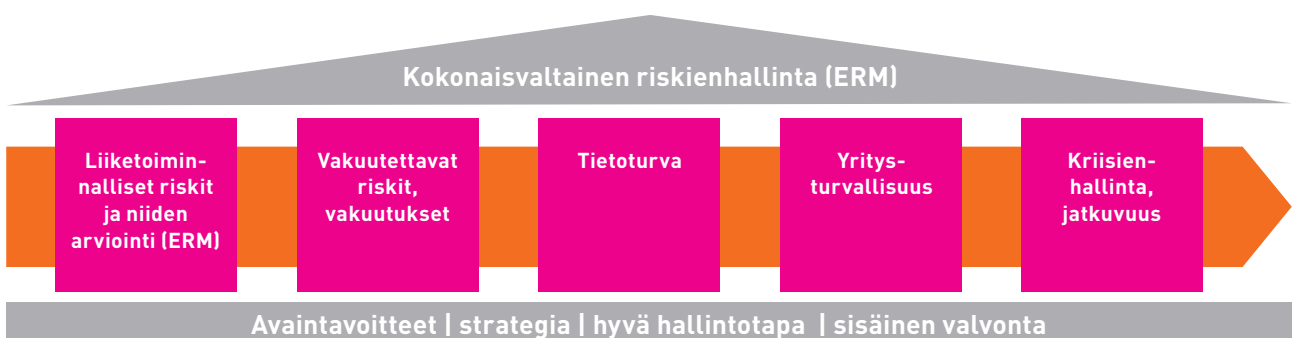 Kokonaisvaltainen riskienhallinta (ERM)
Liiketoimin-
nalliset riskit
ja niiden
arviointi (ERM)
Vakuutettavat
riskit,
vakuutukset
Tietoturva
Yritys-
turvallisuus
Kriisien-
hallinta,
jatkuvuus
Avaintavoitteet | strategia | hyvä hallintotapa | sisäinen valvonta